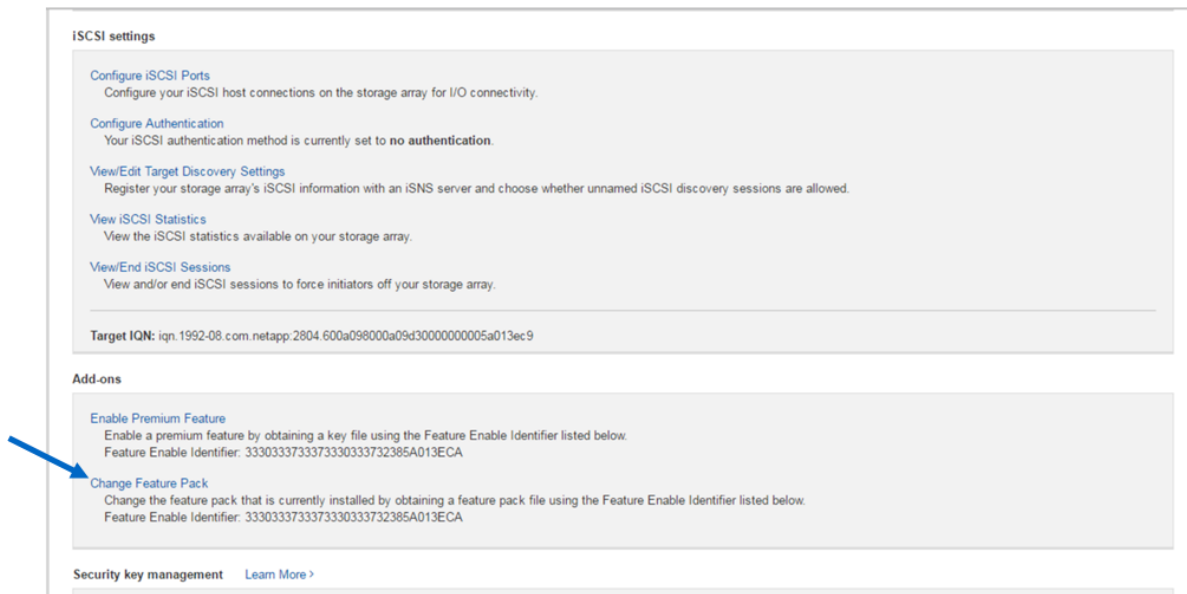 iSCSI settings
Configure iSCSI Ports
Configure your iSCSI host connections on the storage array for I/O connectivity.
Configure Authentication
Your iSCSI authentication method is currently set to no authentication.
View/Edit Target Discovery Settings
Register your storage array's iSCSI information with an iSNS server and choose whether unnamed iSCSI discovery sessions are allowed.
View iSCSI Statistics
View the iSCSI statistics available on your storage array.
View/End iSCSI Sessions
View and/or end iSCSI sessions to force initiators off your storage array.
Target IQN: iqn.1992-08.com.netapp:2804.600a098000a09d30000000005a013ec9
Add-ons
Enable Premium Feature
Enable a premium feature by obtaining a key file using the Feature Enable Identifier listed below.
Feature Enable Identifier: 3330333733373330333732385A013ECA
Change Feature Pack
Change the feature pack that is currently installed by obtaining a feature pack file using the Feature Enable Identifier listed below.
Feature Enable Identifier: 3330333733373330333732385A013ECA
Security key management Learn More >